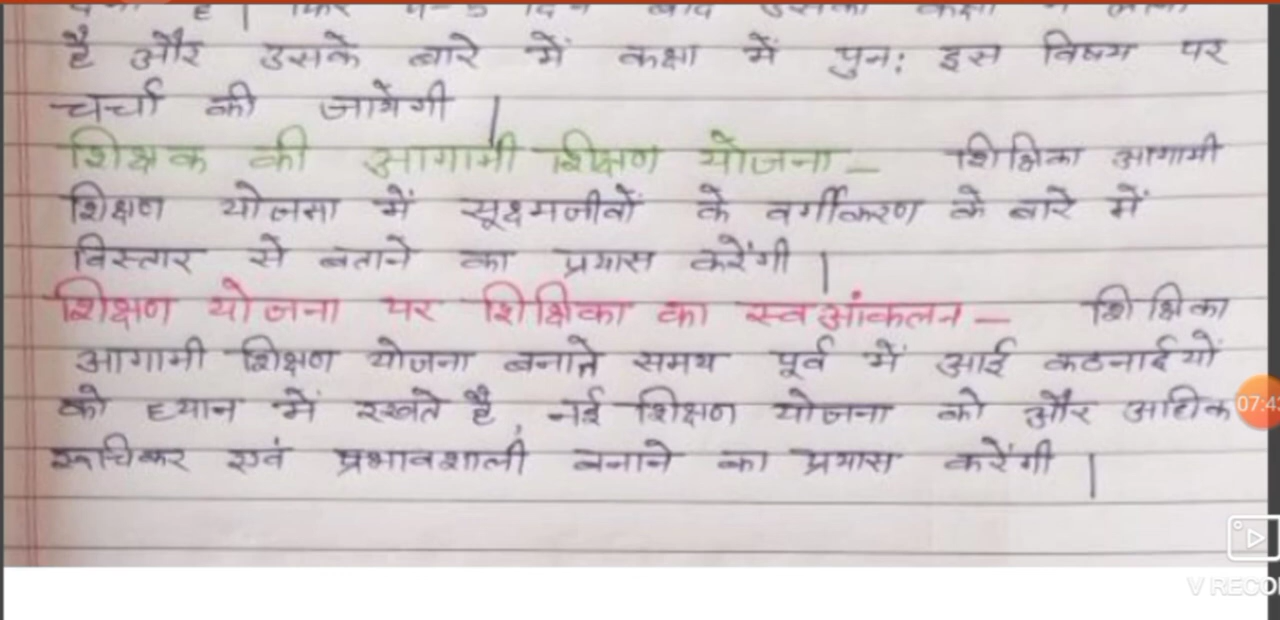 है और उसके बारे में कक्षा में पुन: इस विषय पर
चर्चा की जायेगी |
शिक्षक की आगामी शिक्षण योजना – शिक्षिका आगामी
शिक्षण योजना में सूक्ष्मजीवों के वर्गीकरण के बारे में
विस्तार से बताने का प्रयास करेंगी |
शिक्षण योजना पर शिक्षिका का स्व आंकलन – शिक्षिका
आगामी शिक्षण योजना बनाते समय पूर्व में आई कठनाईयों
को ध्यान में रखते है, नई शिक्षण योजना को और अधिक
रूचिकर एवं प्रभावशाली बनाने का प्रयास करेंगी |
07:4
V RECO